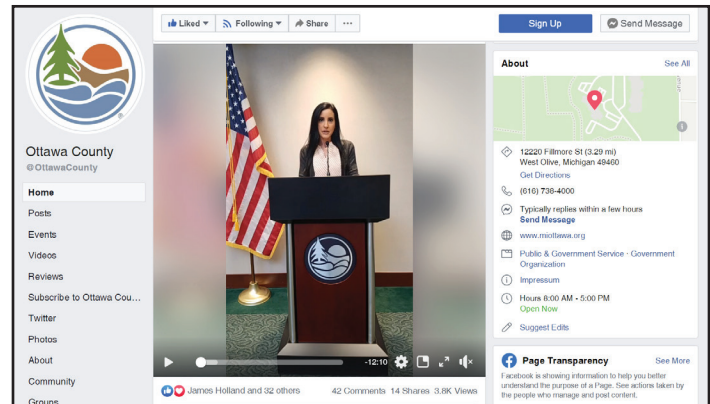 Liked Following Share ...
Sign Up Send Message
Ottawa County
@OttawaCounty
Home
Posts
Events
Videos
Reviews
Subscribe to Ottawa Cou...
Twitter
Photos
About
Community
Groups
-12:10
James Holland and 32 others 42 Comments 14 Shares 3.8K Views
About See All
12220 Fillmore St (3.29 mi)
West Olive, Michigan 49460
Get Directions
(616) 738-4000
Typically replies within a few hours
Send Message
www.miottawa.org
Public & Government Service · Government
Organization
Impressum
Hours 8:00 AM - 5:00 PM
Open Now
Suggest Edits
Page Transparency See More
Facebook is showing information to help you better
understand the purpose of a Page. See actions taken by
the people who manage and post content.